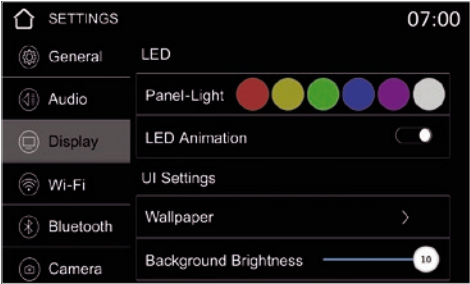 SETTINGS 07:00
General
Audio
Display
Wi-Fi
Bluetooth
Camera
LED
Panel-Light
LED Animation
UI Settings
Wallpaper
Background Brightness 10